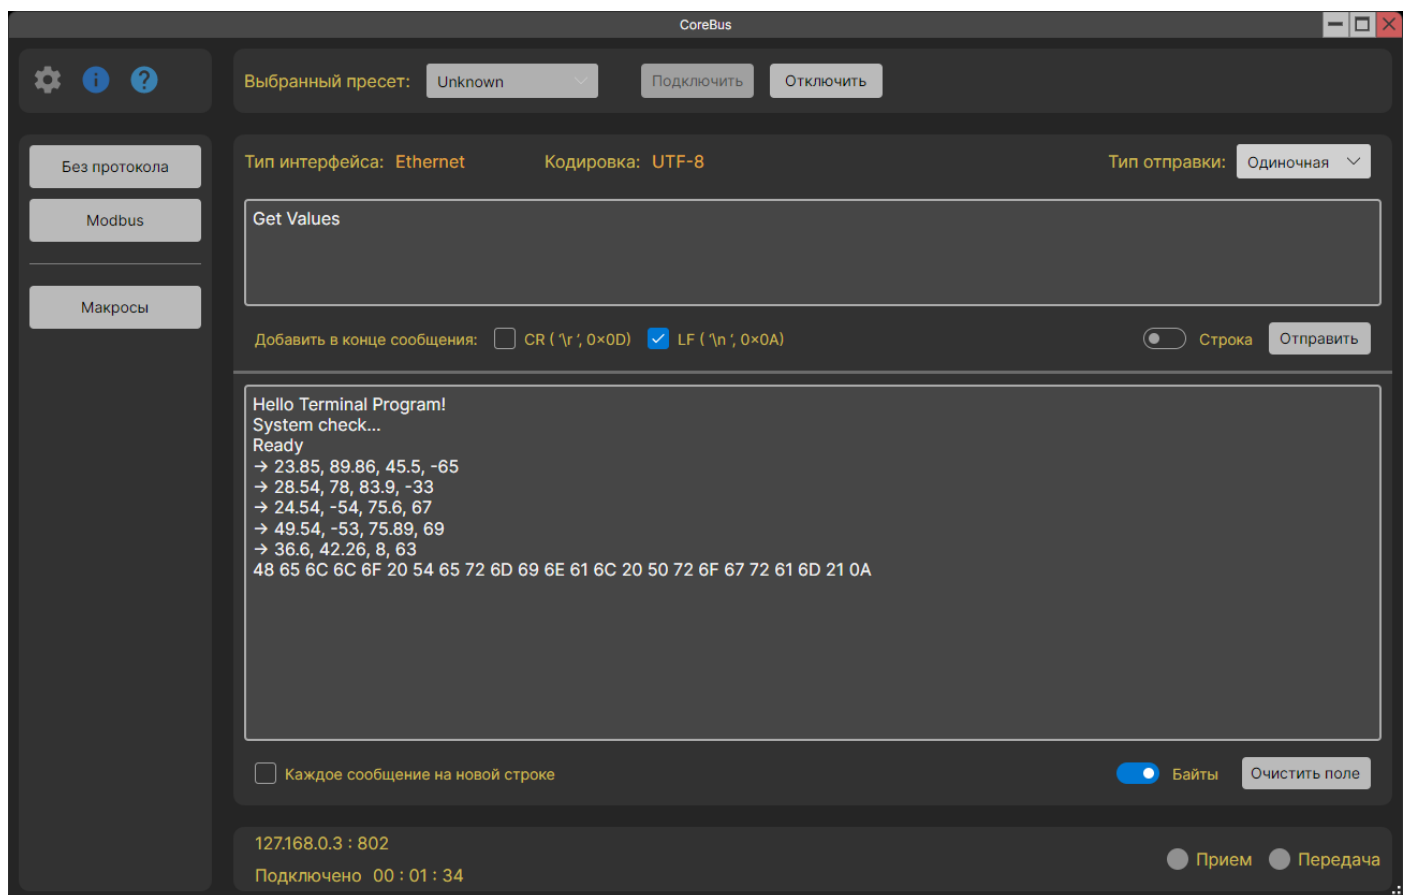 CoreBus
Выбранный пресет: Unknown Подключить Отключить
Без протокола
Modbus
Макросы
Тип интерфейса: Ethernet Кодировка: UTF-8 Тип отправки: Одиночная
Get Values
Добавить в конце сообщения: CR ( '\r ', 0×0D) LF ( '\n ', 0×0A) Строка Отправить
Hello Terminal Program!
System check...
Ready
→ 23.85, 89.86, 45.5, -65
→ 28.54, 78, 83.9, -33
→ 24.54, -54, 75.6, 67
→ 49.54, -53, 75.89, 69
→ 36.6, 42.26, 8, 63
48 65 6C 6C 6F 20 54 65 72 6D 69 6E 61 6C 20 50 72 6F 67 72 61 6D 21 0A
Каждое сообщение на новой строке Байты Очистить поле
127.168.0.3 : 802
Подключено 00 : 01 : 34 Прием Передача